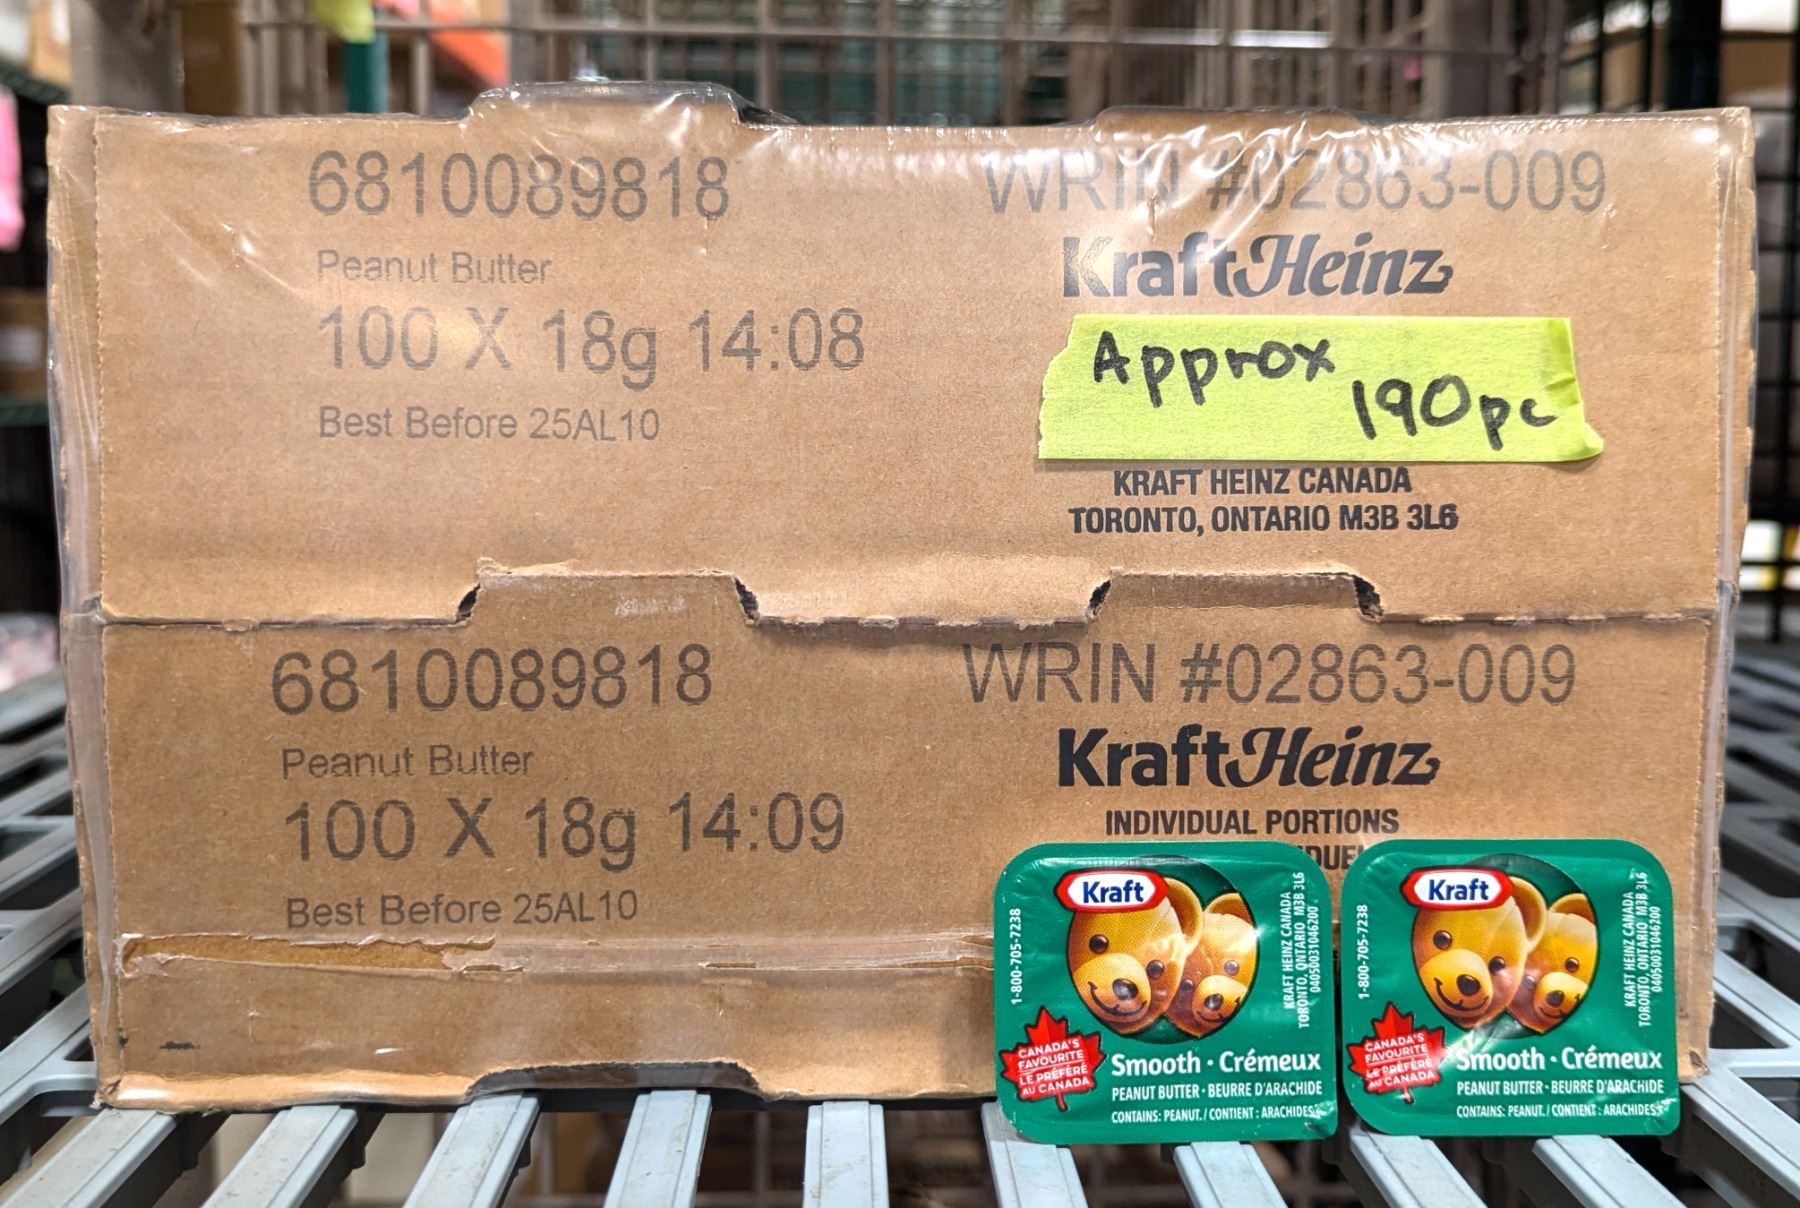 6810089818
WRIN #02863-009
Peanut Butter
KraftHeinz
100 X 18g 14:08
Approx
190pc
Best Before 25AL10
KRAFT HEINZ CANADA
TORONTO, ONTARIO M3B 3L6
6810089818
WRIN #02863-009
Peanut Butter
KraftHeinz
100 X 18g 14:09
INDIVIDUAL PORTIONS
Best Before 25AL10
Kraft
1-800-705-7238
KRAFT HEINZ CANADA
TORONTO, ONTARIO M3B 3L6
04050031046200
CANADA'S
FAVOURITE
LE PRÉFÉRÉ
AU CANADA
Smooth · Crémeux
PEANUT BUTTER · BEURRE D'ARACHIDE
CONTAINS: PEANUT. / CONTIENT : ARACHIDES.
Kraft
1-800-705-7238
KRAFT HEINZ CANADA
TORONTO, ONTARIO M3B 3L6
04050031046200
CANADA'S
FAVOURITE
LE PRÉFÉRÉ
AU CANADA
Smooth · Crémeux
PEANUT BUTTER · BEURRE D'ARACHIDE
CONTAINS: PEANUT. / CONTIENT : ARACHIDES.